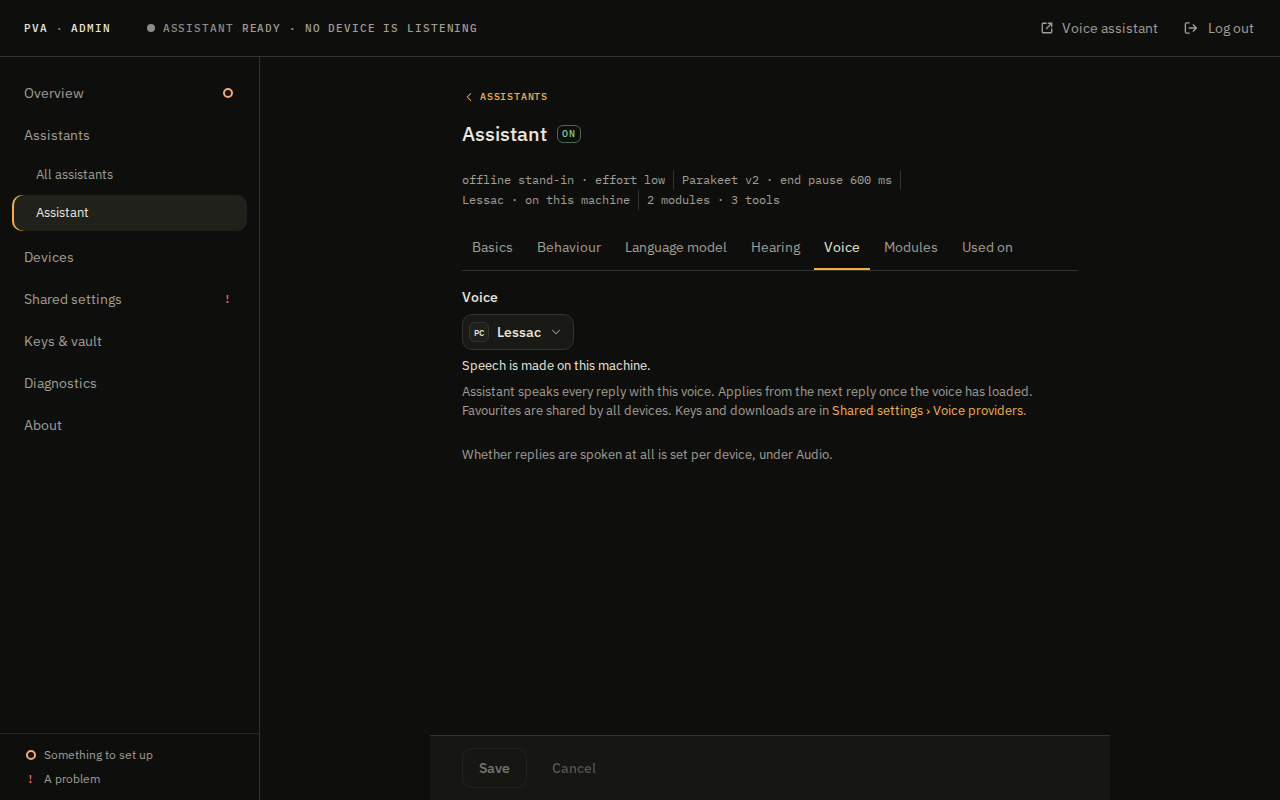 PVA · ADMIN
ASSISTANT READY · NO DEVICE IS LISTENING
Voice assistant
Log out
Overview
Assistants
All assistants
Assistant
Devices
Shared settings !
Keys & vault
Diagnostics
About
Something to set up
! A problem
ASSISTANTS
Assistant ON
offline stand-in · effort low | Parakeet v2 · end pause 600 ms |
Lessac · on this machine | 2 modules · 3 tools
Basics Behaviour Language model Hearing Voice Modules Used on
Voice
PC Lessac
Speech is made on this machine.
Assistant speaks every reply with this voice. Applies from the next reply once the voice has loaded.
Favourites are shared by all devices. Keys and downloads are in Shared settings › Voice providers.
Whether replies are spoken at all is set per device, under Audio.
Save Cancel